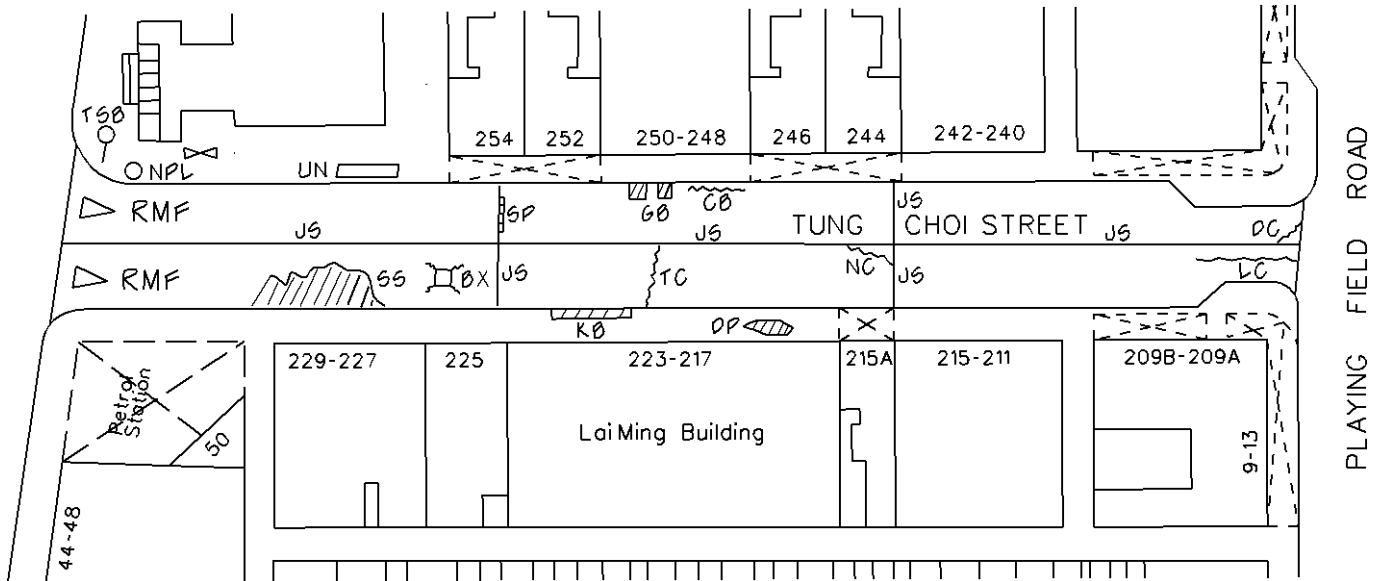 TSB
NPL
UN
254
252
250-248
246
244
242-240
RMF
JS
SP
GB
CB
JS
TUNG
JS
CHOI STREET
JS
DC
RMF
SS
BX
JS
TC
NC
JS
LC
KB
DP
229-227
225
223-217
215A
215-211
209B-209A
Petrol
Station
50
Lai Ming Building
9-13
44-48
PLAYING FIELD ROAD